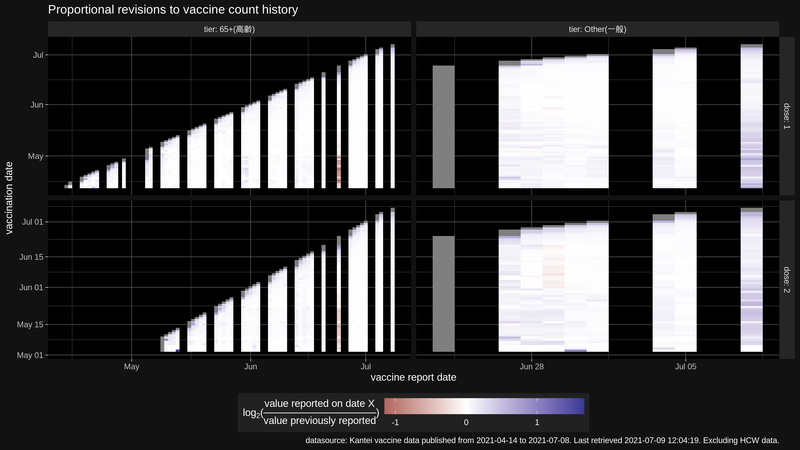 Proportional revisions to vaccine count history
tier: 65+(高齢)
tier: Other(一般)
Jul
Jun
May
dose: 1
Jul 01
Jun 15
Jun 01
May 15
May 01
dose: 2
vaccination date
May
Jun
Jul
Jun 28
Jul 05
vaccine report date
log2(value reported on date X
value previously reported)
-1
0
1
datasource: Kantei vaccine data published from 2021-04-14 to 2021-07-08. Last retrieved 2021-07-09 12:04:19. Excluding HCW data.